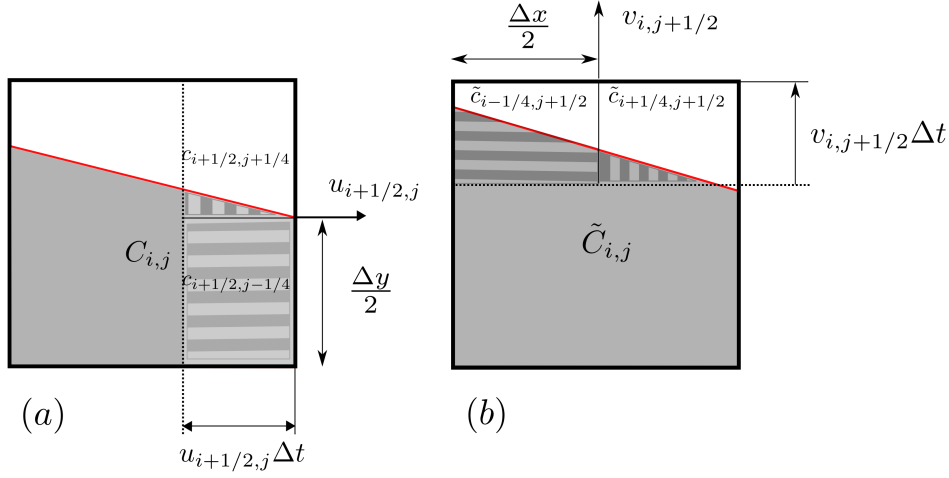 c_{i+1/2,j+1/4}
u_{i+1/2,j}
C_{i,j}
c_{i+1/2,j−1/4}
Δy/2
(a)
u_{i+1/2,j}Δt
Δx/2
v_{i,j+1/2}
c̃_{i-1/4,j+1/2} c̃_{i+1/4,j+1/2}
v_{i,j+1/2}Δt
C̃_{i,j}
(b)